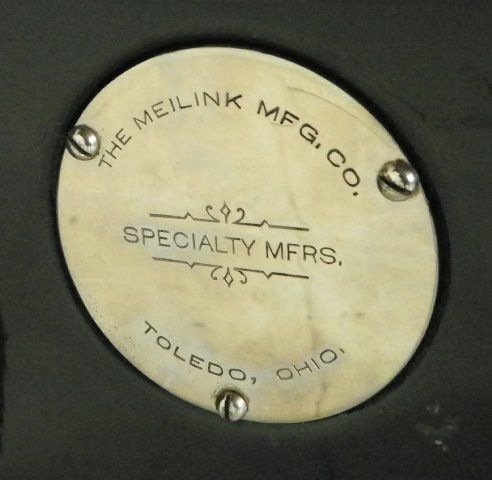 THE MEILINK MFG. CO.
SPECIALTY MFRS.
TOLEDO, OHIO.